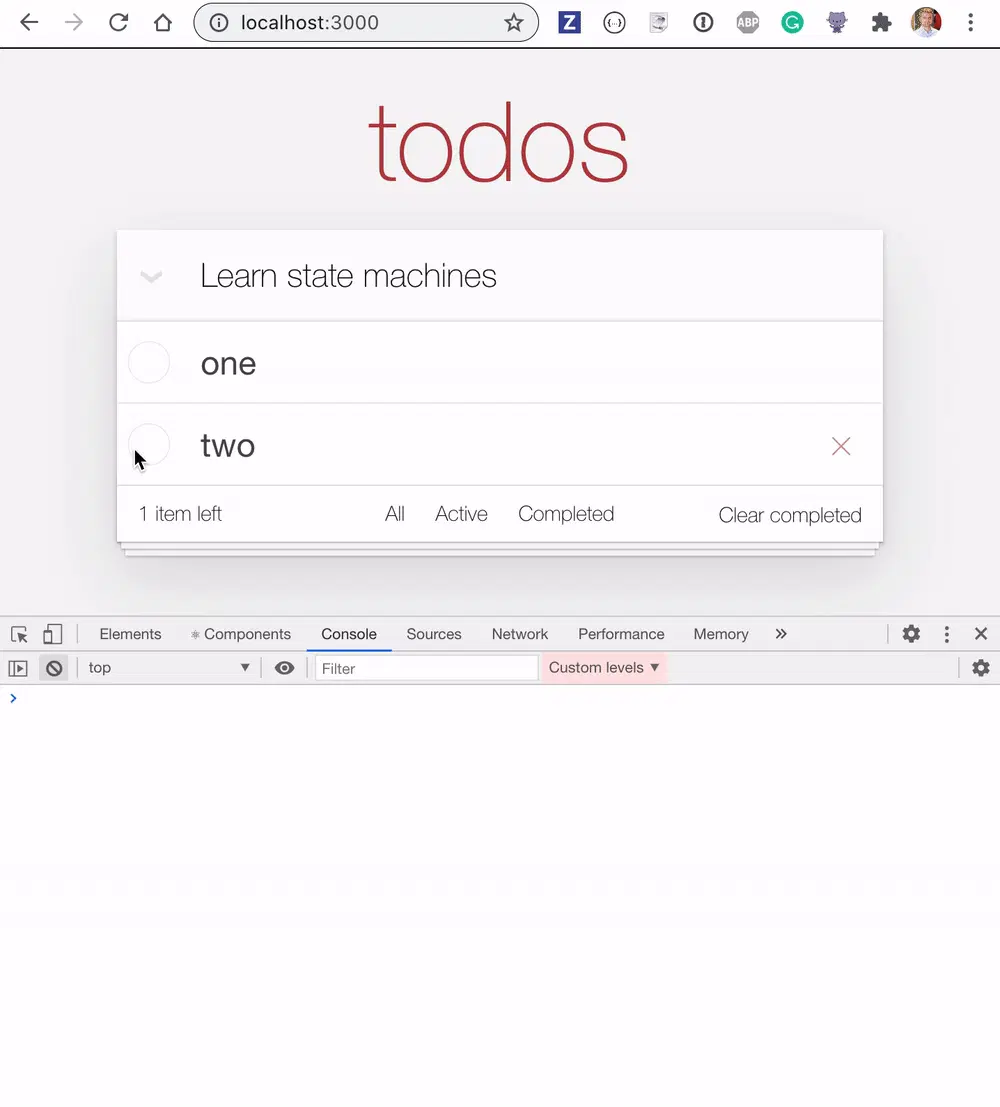 localhost:3000
Z {...} ABP G
todos
Learn state machines
one
two
1 item left All Active Completed Clear completed
Elements Components Console Sources Network Performance Memory »
top Filter Custom levels